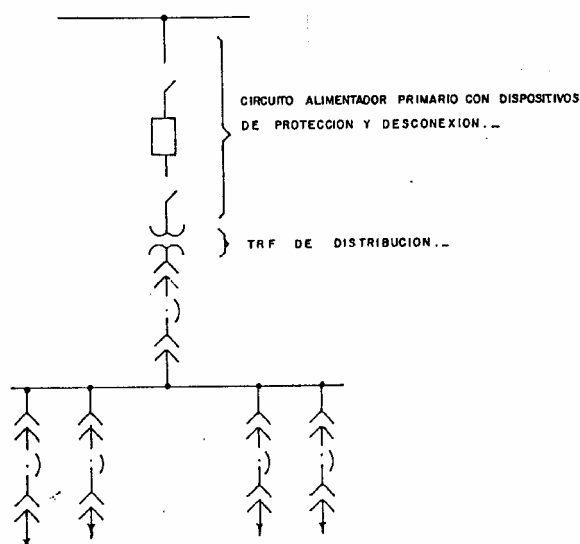 CIRCUITO ALIMENTADOR PRIMARIO CON DISPOSITIVOS
DE PROTECCION Y DESCONEXION._
TRF DE DISTRIBUCION._